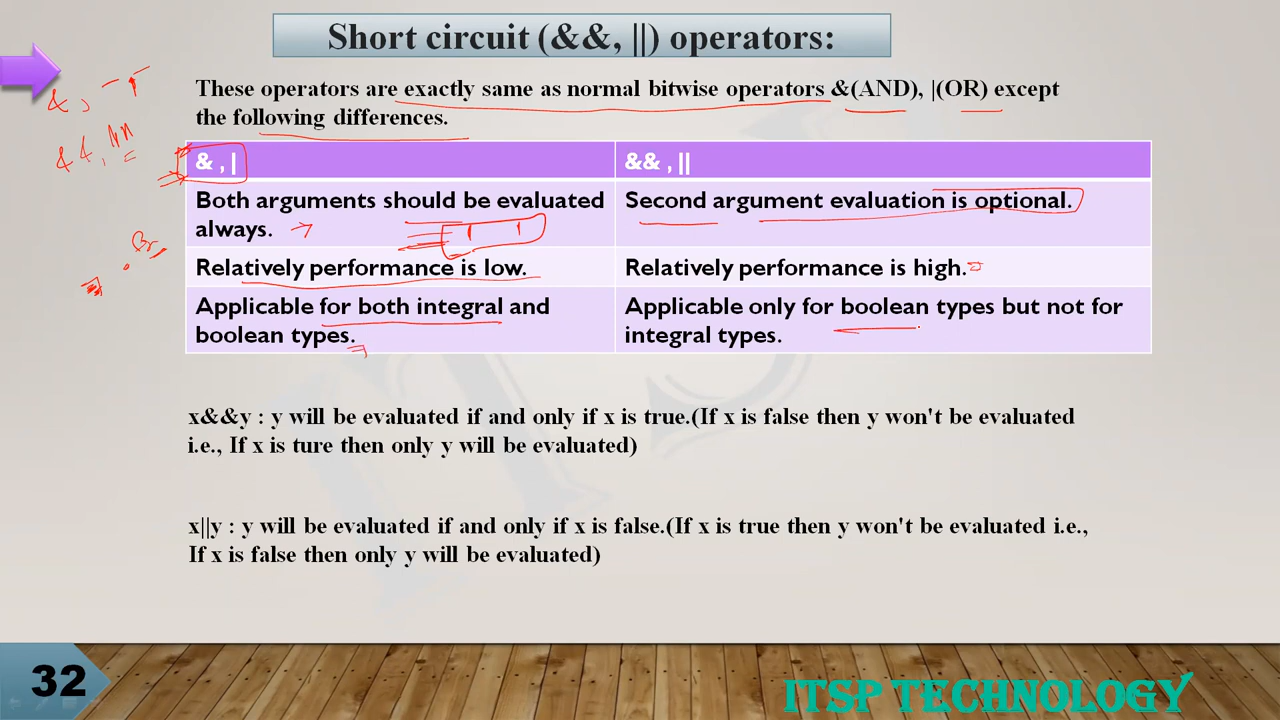 Short circuit (&&, ||) operators:
These operators are exactly same as normal bitwise operators &(AND), |(OR) except
the following differences.
& , |
&& , ||
Both arguments should be evaluated
always.
Second argument evaluation is optional.
Relatively performance is low.
Relatively performance is high.
Applicable for both integral and
boolean types.
Applicable only for boolean types but not for
integral types.
x&&y : y will be evaluated if and only if x is true.(If x is false then y won't be evaluated
i.e., If x is ture then only y will be evaluated)
x||y : y will be evaluated if and only if x is false.(If x is true then y won't be evaluated i.e.,
If x is false then only y will be evaluated)
32
ITSP TECHNOLOGY